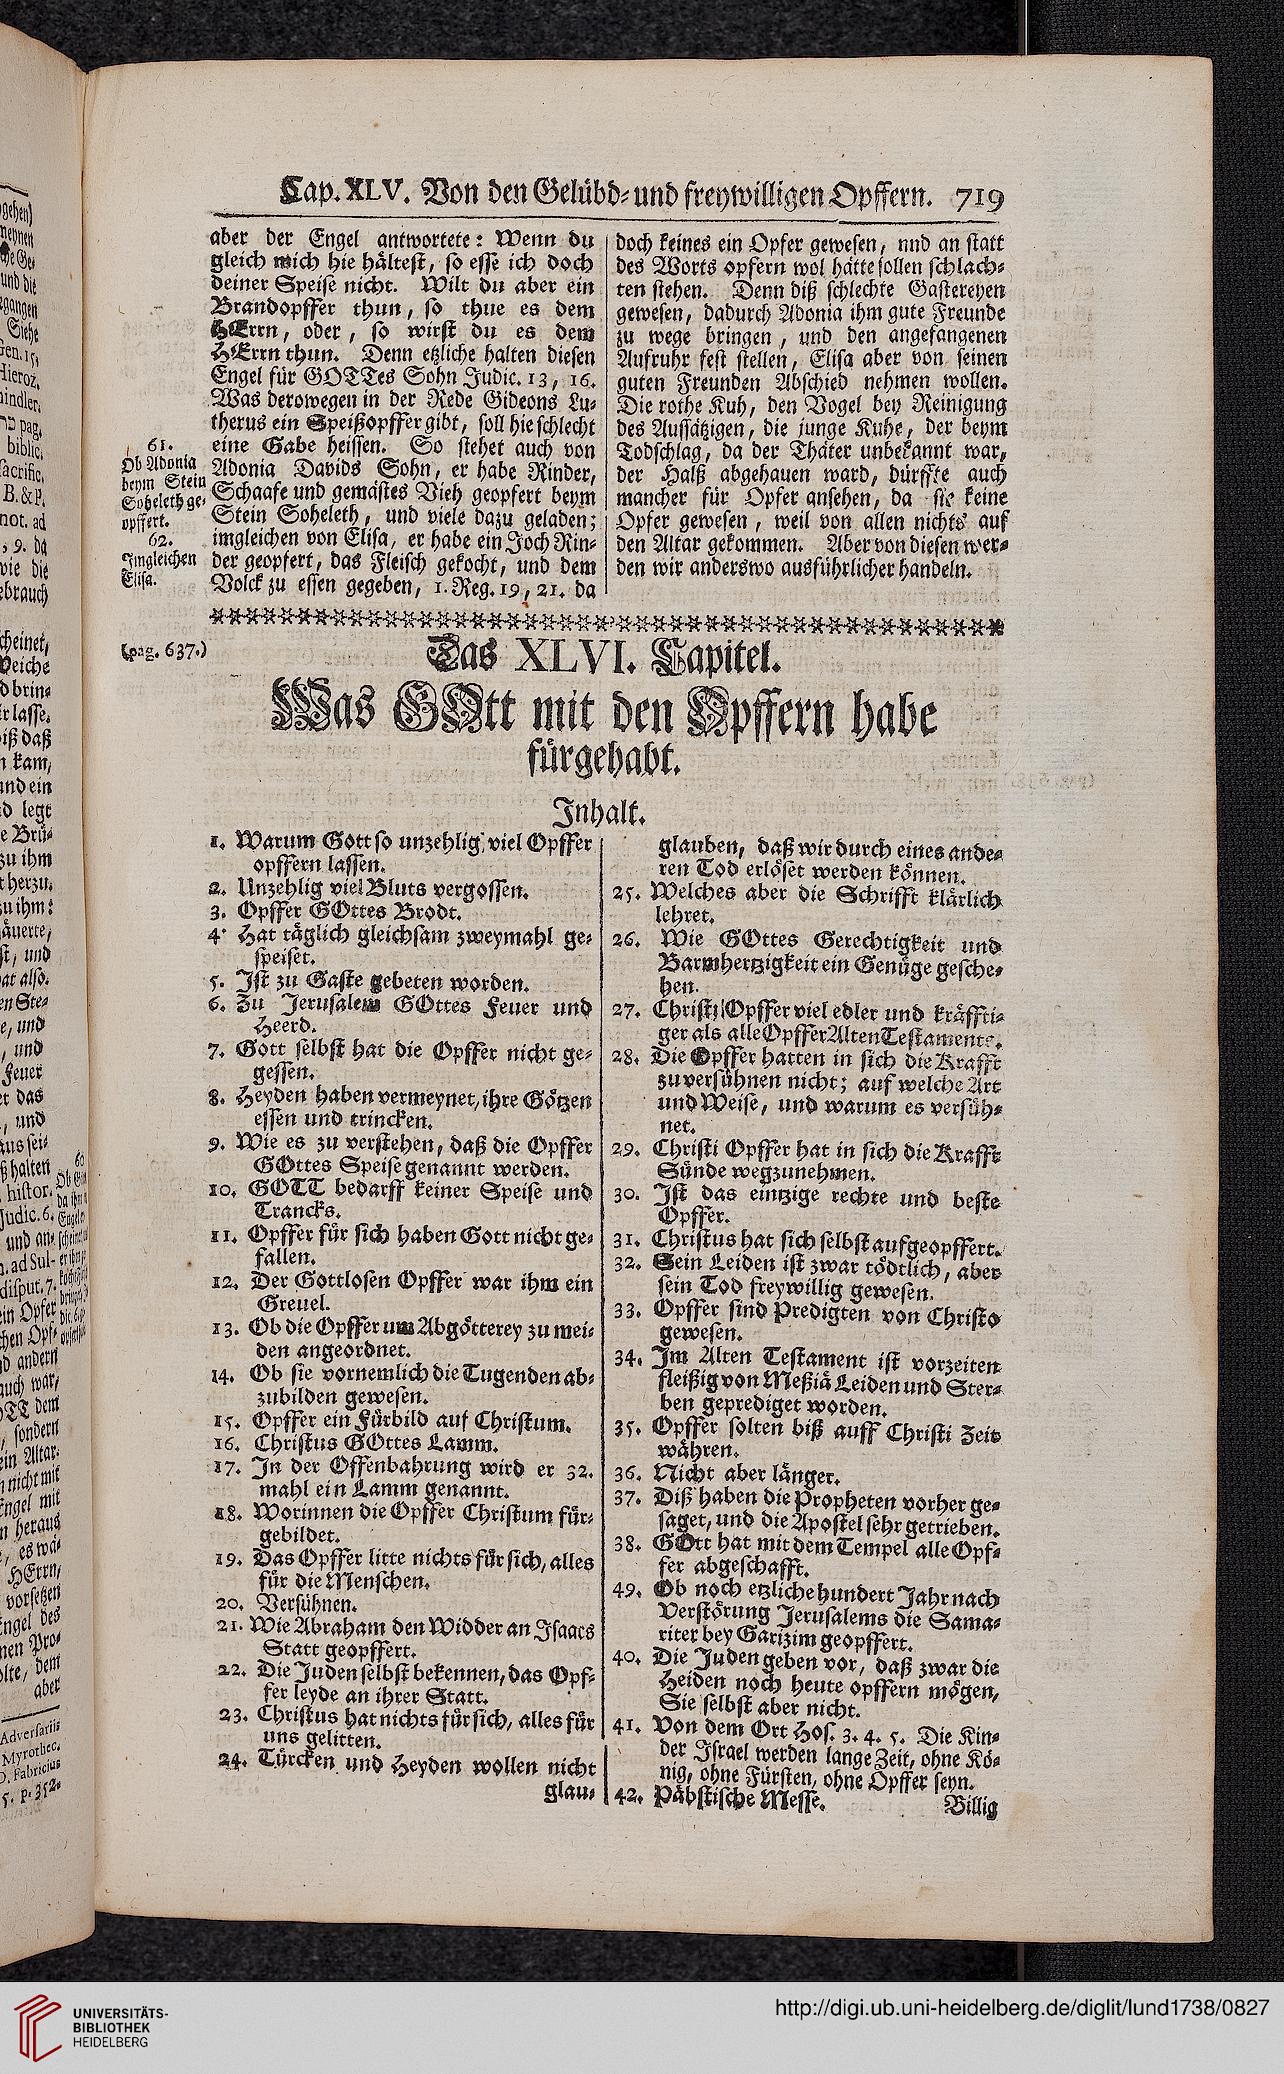 Cap. XLV. Von den Gelübd- und freywilligen Opffern. 719
aber der Engel antwortete: Wenn du
gleich mich hie hältest, so esse ich doch
deiner Speise nicht. Wilt du aber ein
Brandopffer thun, so thue es dem
HErrn, oder, so wirst du es dem
HErrn thun. Denn etzliche halten diesen
Engel für GOTTes Sohn Judic. 13, 16.
Was derowegen in der Rede Gideons Lu-
therus ein Speißopffer gibt, soll hie schlecht
eine Gabe heissen. So stehet auch von
Adonia Davids Sohn, er habe Rinder,
Schaafe und gemästes Vieh geopfert beym
Stein Soheleth, und viele dazu geladen;
imgleichen von Elisa, er habe ein Joch Rin-
der geopfert, das Fleisch gekocht, und dem
Volck zu essen gegeben, 1. Reg. 19, 21. da
61.
Ob Adonia
beym Stein
Soheleth ge-
opffert.
62.
Imgleichen
Elisa.
doch keines ein Opfer gewesen, nnd an statt
des Worts opfern wol hätte sollen schlach-
ten stehen. Denn diß schlechte Gastereyen
gewesen, dadurch Adonia ihm gute Freunde
zu wege bringen, und den angefangenen
Aufruhr fest stellen, Elisa aber von seinen
guten Freunden Abschied nehmen wollen.
Die rothe Kuh, den Vogel bey Reinigung
des Aussätzigen, die junge Kuhe, der beym
Todschlag, da der Thäter unbekannt war,
der Halß abgehauen ward, dürffte auch
mancher für Opfer ansehen, da sie keine
Opfer gewesen, weil von allen nichts auf
den Altar gekommen. Aber von diesen wer-
den wir anderswo ausführlicher handeln.
(pag. 637.)
Das XLVI. Capitel.
Was GOtt mit den Opffern habe
fürgehabt.
Inhalt.
1. Warum Gott so unzehlig viel Opffer
opffern lassen.
2. Unzehlig viel Bluts vergossen.
3. Opffer GOttes Brodt.
4. Hat täglich gleichsam zweymahl ge-
speiset.
5. Ist zu Gaste gebeten worden.
6. Zu Jerusalem GOttes Feuer und
Heerd.
7. Gott selbst hat die Opffer nicht ge-
gessen.
8. Heyden haben vermeynet, ihre Götzen
essen und trincken.
9. Wie es zu verstehen, daß die Opffer
GOttes Speise genannt werden.
10. GOTT bedarff keiner Speise und
Trancks.
11. Opffer für sich haben Gott nicht ge-
fallen.
12. Der Gottlosen Opffer war ihm ein
Greuel.
13. Ob die Opffer um Abgötterey zu mei-
den angeordnet.
14. Ob sie vornemlich die Tugenden ab-
zubilden gewesen.
15. Opffer ein Fürbild auf Christum.
16. Christus GOttes Lamm.
17. In der Offenbahrung wird er 32.
mahl ein Lamm genannt.
18. Worinnen die Opffer Christum für-
gebildet.
19. Das Opffer litte nichts für sich, alles
für die Menschen.
20. Versühnen.
21. Wie Abraham den Widder an Isaacs
Statt geopffert.
22. Die Juden selbst bekennen, das Opf-
fer leyde an ihrer Statt.
23. Christus hat nichts für sich, alles für
uns gelitten.
24. Türcken und Heyden wollen nicht
glau-
glauben, daß wir durch eines ande-
ren Tod erlöset werden können.
25. Welches aber die Schrifft klärlich
lehret.
26. Wie GOttes Gerechtigkeit und
Barmhertzigkeit ein Genüge gesche-
hen.
27. Christi Opffer viel edler und kräffti-
ger als alle Opffer Alten Testaments.
28. Die Opffer hatten in sich die Krafft
zu versühnen nicht; auf welche Art
und Weise, und warum es versüh-
net.
29. Christi Opffer hat in sich die Krafft
Sünde wegzunehmen.
30. Ist das eintzige rechte und beste
Opffer.
31. Christus hat sich selbst aufgeopffert.
32. Sein Leiden ist zwar tödtlich, aber
sein Tod freywillig gewesen.
33. Opffer sind Predigten von Christo
gewesen.
34. Im Alten Testament ist vorzeiten
fleißig von Meßiä Leiden und Ster-
ben geprediget worden.
35. Opffer solten biß auff Christi Zeit
währen.
36. Nicht aber länger.
37. Diß haben die Propheten vorher ge-
saget, und die Apostel sehr getrieben.
38. GOtt hat mit dem Tempel alle Opf-
fer abgeschafft.
49. Ob noch etzliche hundert Jahr nach
Verstörung Jerusalems die Sama-
riter bey Garizim geopffert.
40. Die Juden geben vor, daß zwar die
Heiden noch heute opffern mögen,
Sie selbst aber nicht.
41. Von dem Ort Hos. 3. 4. 5. Die Kin-
der Israel werden lange Zeit, ohne Kö-
nig, ohne Fürsten, ohne Opffer seyn.
42. Päbstische Messe.
Billig
UNIVERSITÄTS-
BIBLIOTHEK
HEIDELBERG
http://digi.ub.uni-heidelberg.de/diglit/lund1738/0827